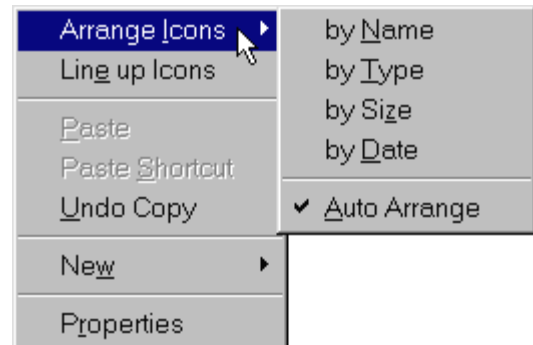 Arrange Icons
Line up Icons
Paste
Paste Shortcut
Undo Copy
New
Properties
by Name
by Type
by Size
by Date
Auto Arrange